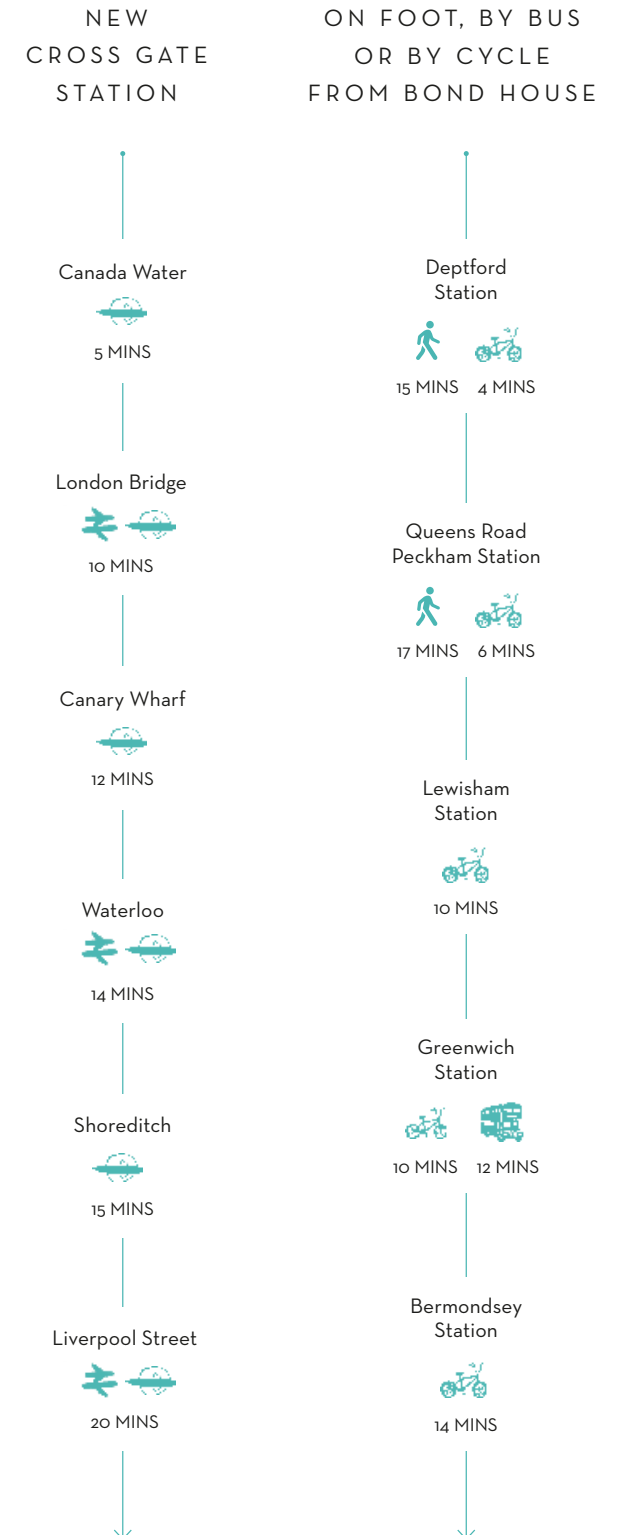 NEW
CROSS GATE
STATION
Canada Water
5 MINS
London Bridge
10 MINS
Canary Wharf
12 MINS
Waterloo
14 MINS
Shoreditch
15 MINS
Liverpool Street
20 MINS
ON FOOT, BY BUS
OR BY CYCLE
FROM BOND HOUSE
Deptford
Station
15 MINS 4 MINS
Queens Road
Peckham Station
17 MINS 6 MINS
Lewisham
Station
10 MINS
Greenwich
Station
10 MINS 12 MINS
Bermondsey
Station
14 MINS